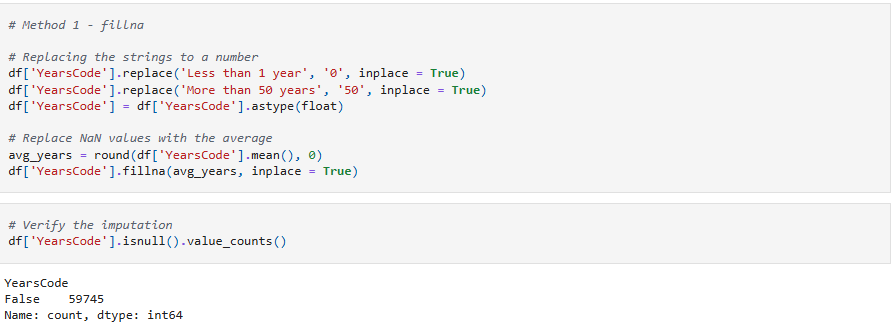 # Method 1 - fillna
# Replacing the strings to a number
df['YearsCode'].replace('Less than 1 year', '0', inplace = True)
df['YearsCode'].replace('More than 50 years', '50', inplace = True)
df['YearsCode'] = df['YearsCode'].astype(float)
# Replace NaN values with the average
avg_years = round(df['YearsCode'].mean(), 0)
df['YearsCode'].fillna(avg_years, inplace = True)
# Verify the imputation
df['YearsCode'].isnull().value_counts()
YearsCode
False    59745
Name: count, dtype: int64